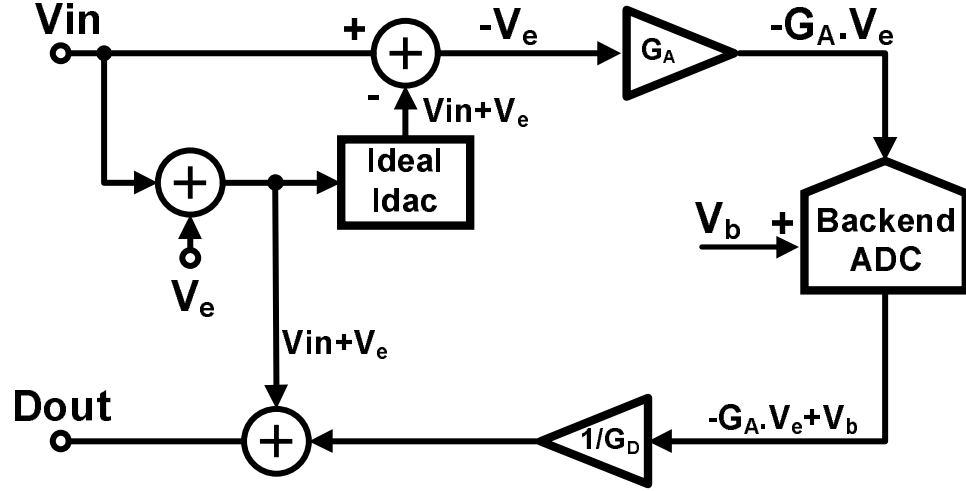 Vin
+
-Ve
GA
-GA.Ve
+
-
Vin+Ve
Ideal
Idac
+
Ve
Vb
+
Backend
ADC
Vin+Ve
Dout
+
1/GD
-GA.Ve+Vb